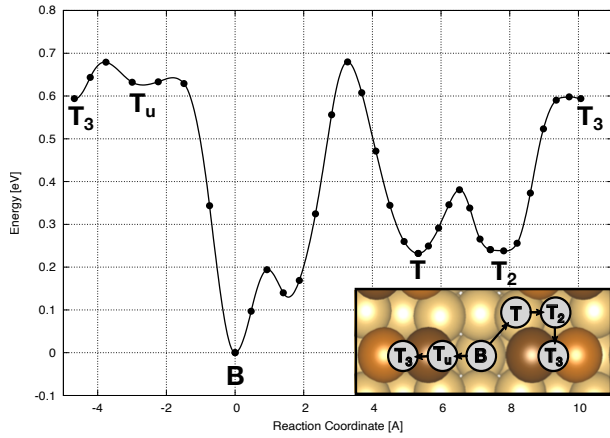 0.8
0.7
0.6
0.5
0.4
0.3
0.2
0.1
0
-0.1
Energy [eV]
T3
Tu
B
T
T2
T3
T T2
T3 Tu B T3
-4 -2 0 2 4 6 8 10
Reaction Coordinate [A]